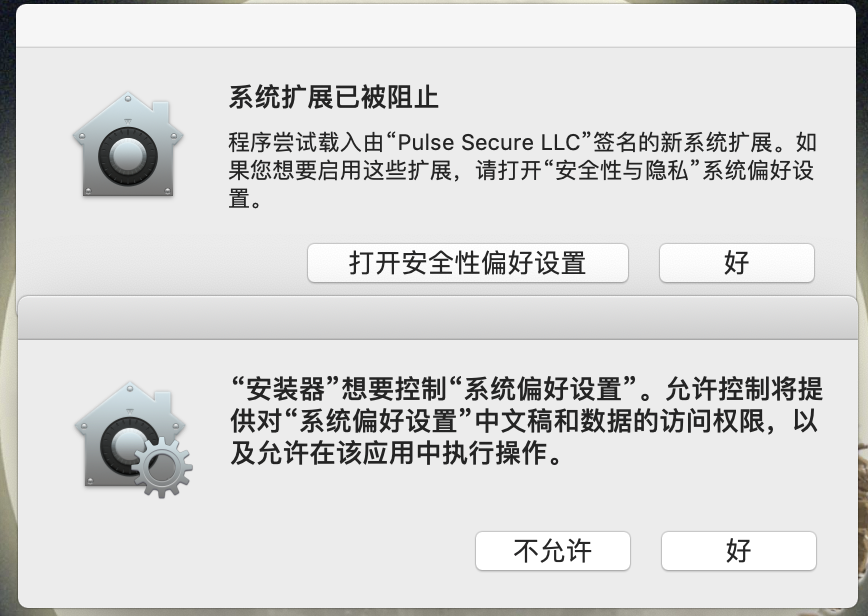 系统扩展已被阻止
程序尝试载入由“Pulse Secure LLC”签名的新系统扩展。如
果您想要启用这些扩展，请打开“安全性与隐私”系统偏好设
置。
打开安全性偏好设置
好
“安装器”想要控制“系统偏好设置”。允许控制将提
供对“系统偏好设置”中文稿和数据的访问权限，以
及允许在该应用中执行操作。
不允许
好